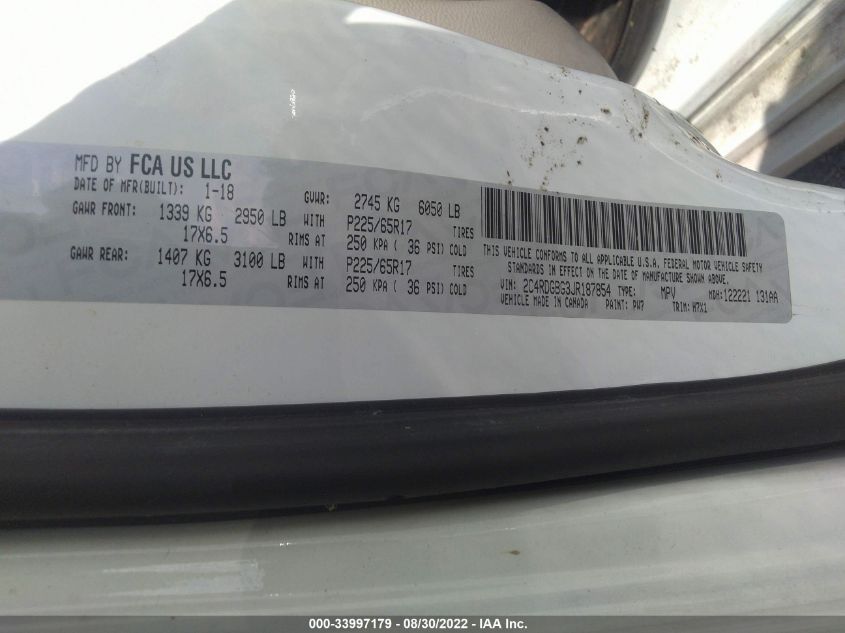 MFD BY FCA US LLC
DATE OF MFR(BUILT): 1-18 GVWR: 2745 KG 6050 LB
GAWR FRONT: 1339 KG 2950 LB WITH P225/65R17 TIRES
17X6.5 RIMS AT 250 KPA ( 36 PSI) COLD
GAWR REAR: 1407 KG 3100 LB WITH P225/65R17 TIRES
17X6.5 RIMS AT 250 KPA ( 36 PSI) COLD
THIS VEHICLE CONFORMS TO ALL APPLICABLE U.S.A. FEDERAL MOTOR VEHICLE SAFETY
STANDARDS IN EFFECT ON THE DATE OF MANUFACTURE SHOWN ABOVE.
VIN: 2C4RDGBG3JR187854 TYPE: MPV MDH: 122221 131AA
VEHICLE MADE IN CANADA PAINT: PW7 TRIM: H7X1
000-33997179 - 08/30/2022 - IAA Inc.